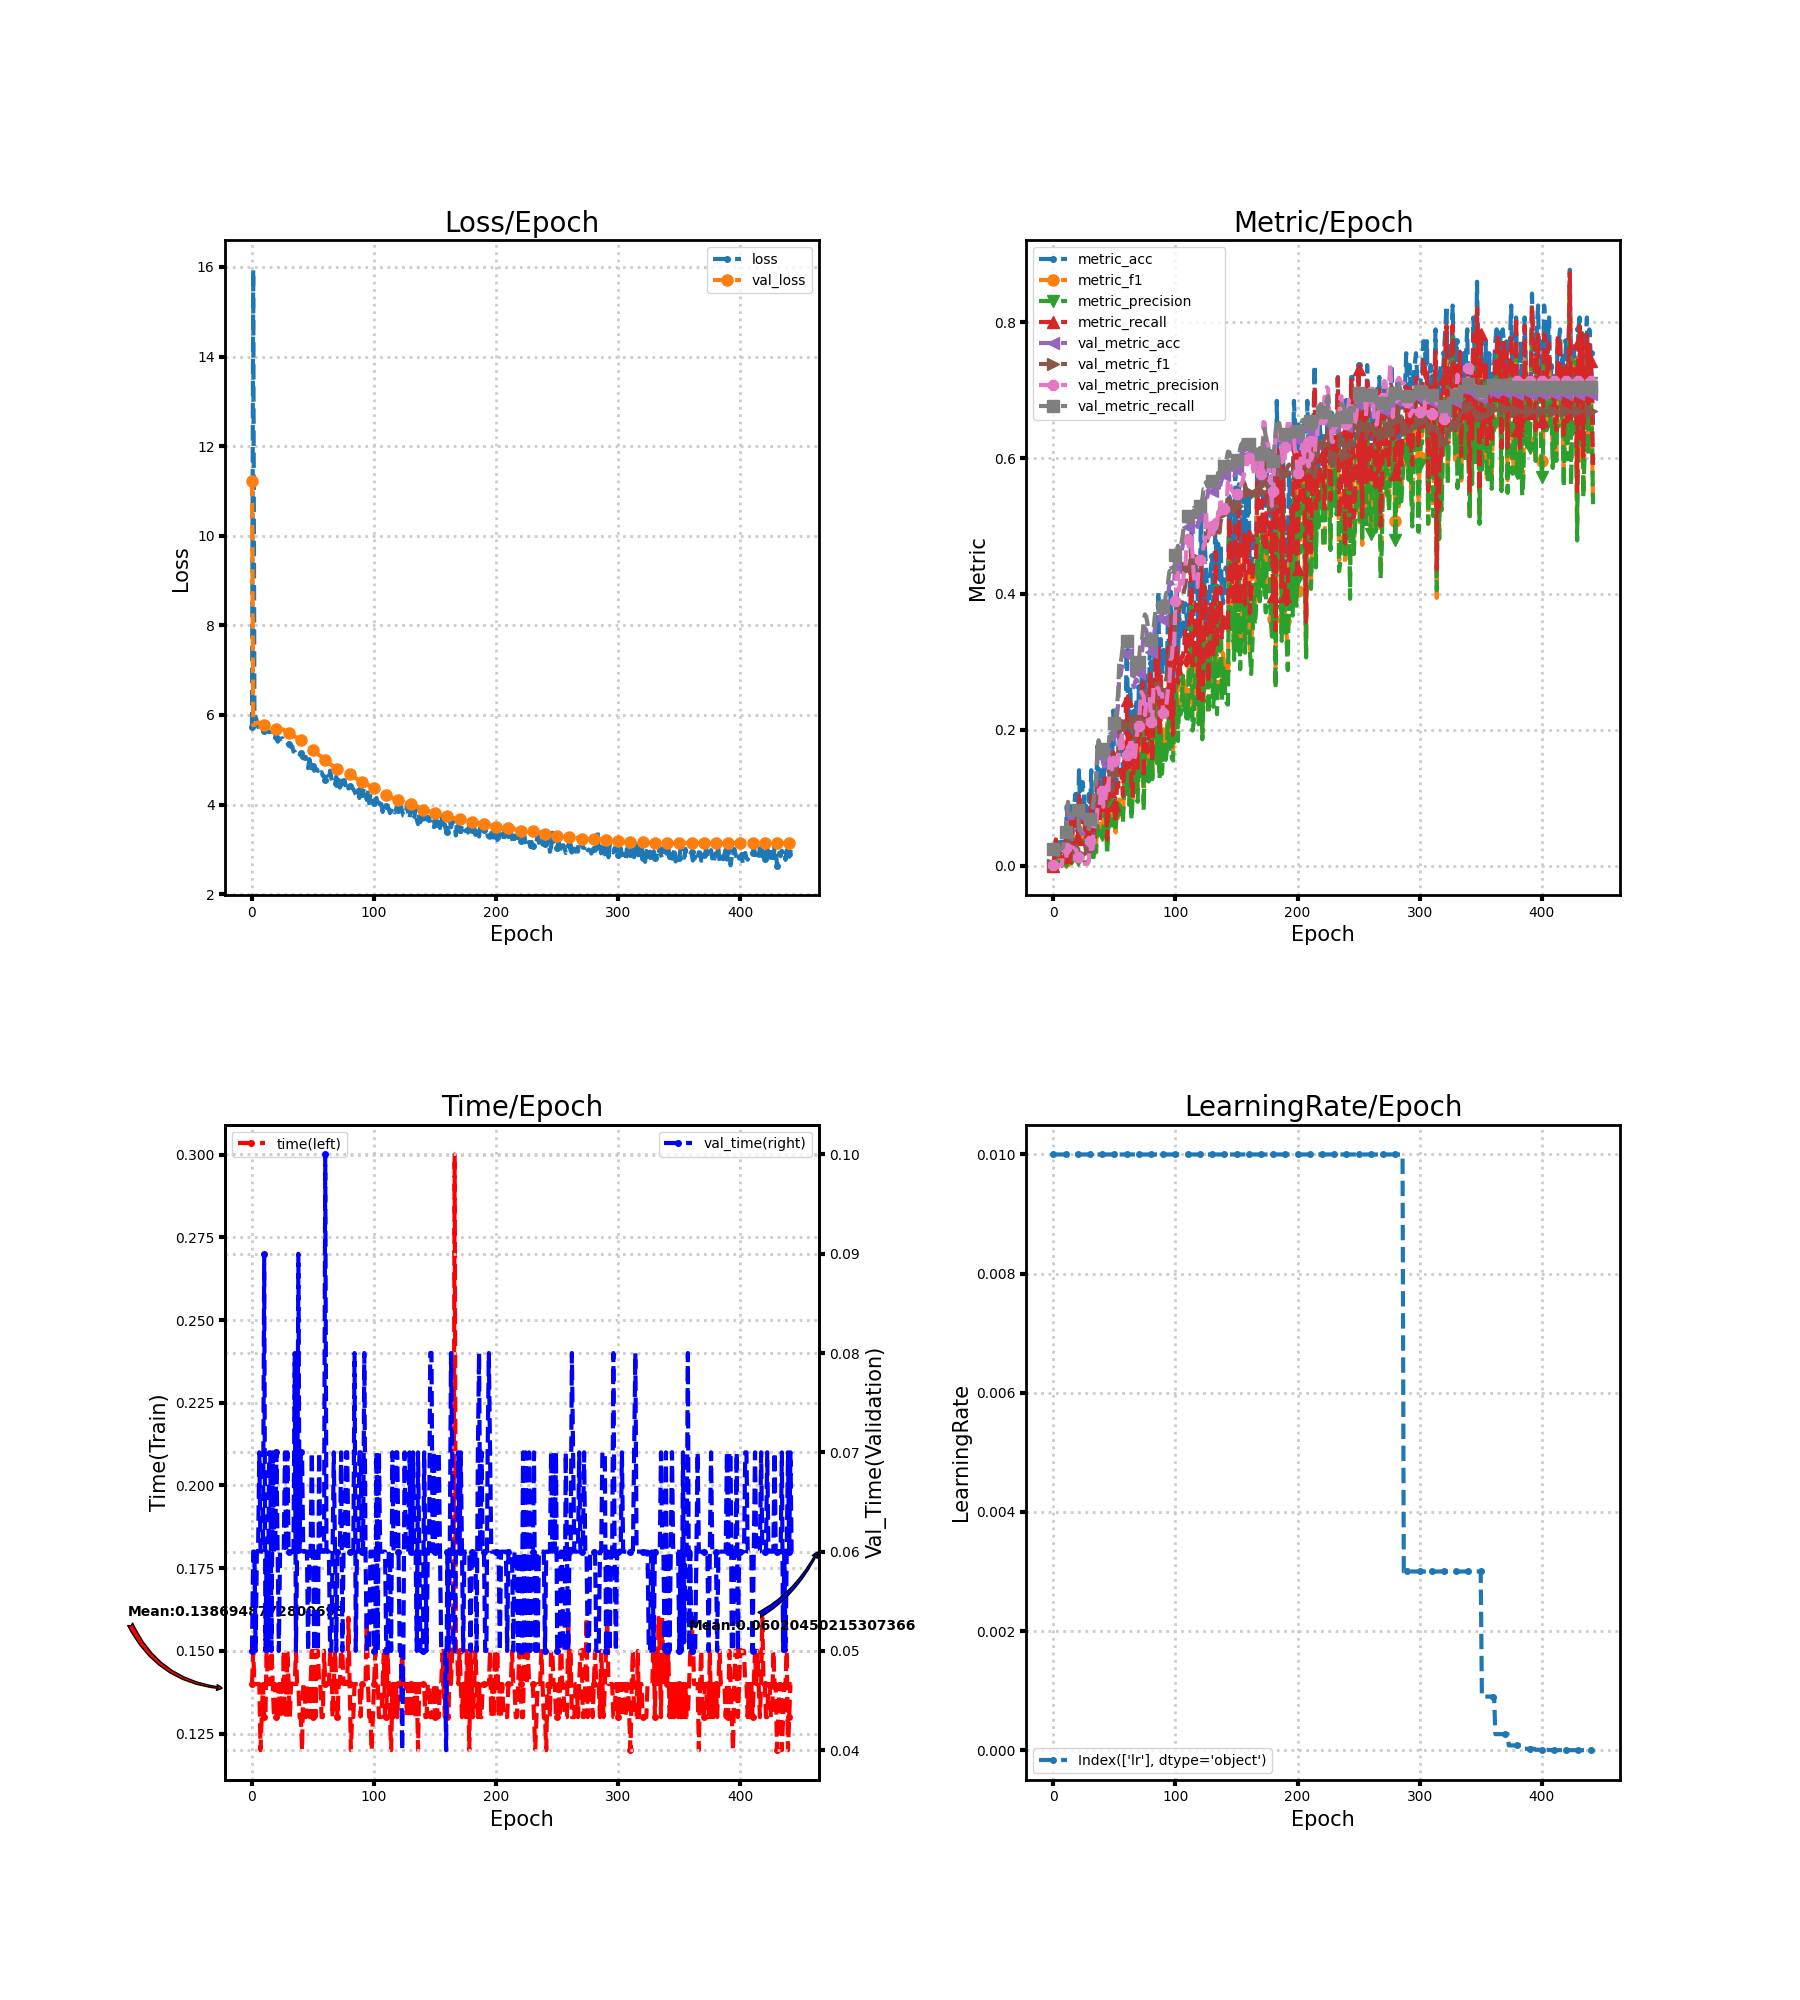 Loss/Epoch
16
14
12
10
8
6
4
2
Loss
loss
val_loss
0 100 200 300 400
Epoch
Metric/Epoch
0.8
0.6
0.4
0.2
0.0
Metric
metric_acc
metric_f1
metric_precision
metric_recall
val_metric_acc
val_metric_f1
val_metric_precision
val_metric_recall
0 100 200 300 400
Epoch
Time/Epoch
0.300
0.275
0.250
0.225
0.200
0.175
0.150
0.125
Time(Train)
time(left)
val_time(right)
0.10
0.09
0.08
0.07
0.06
0.05
0.04
Val_Time(Validation)
Mean:0.06020450215307366
0 100 200 300 400
Epoch
LearningRate/Epoch
0.010
0.008
0.006
0.004
0.002
0.000
LearningRate
Index(['lr'], dtype='object')
0 100 200 300 400
Epoch